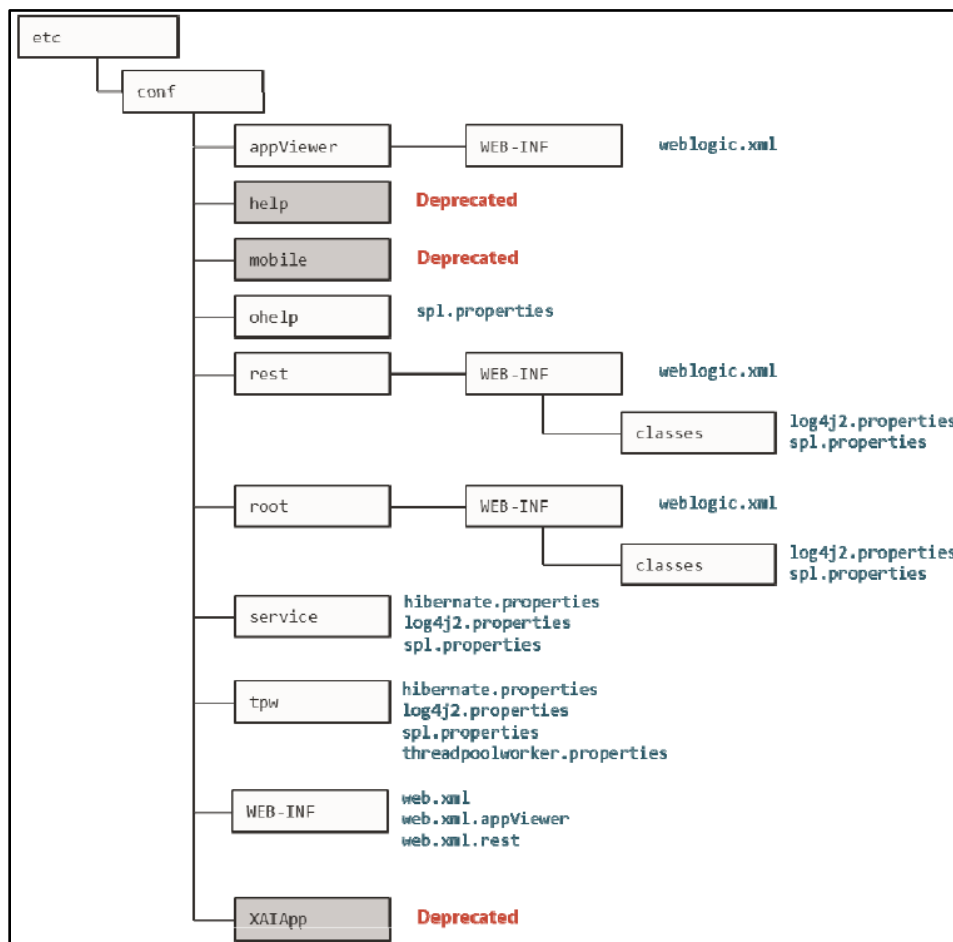 etc
conf
appViewer
WEB-INF
weblogic.xml
help
Deprecated
mobile
Deprecated
ohelp
spl.properties
rest
WEB-INF
weblogic.xml
classes
log4j2.properties
spl.properties
root
WEB-INF
weblogic.xml
classes
log4j2.properties
spl.properties
service
hibernate.properties
log4j2.properties
spl.properties
tpw
hibernate.properties
log4j2.properties
spl.properties
threadpoolworker.properties
WEB-INF
web.xml
web.xml.appViewer
web.xml.rest
XAIApp
Deprecated